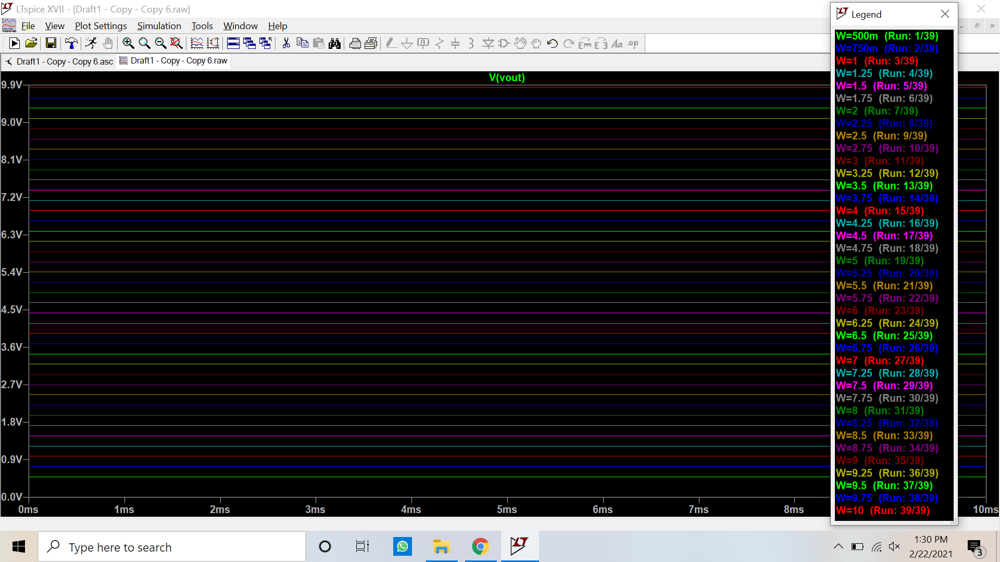 LTspice XVII - [Draft1 - Copy - Copy 6.raw]
File View Plot Settings Simulation Tools Window Help
Draft1 - Copy - Copy 6.asc
Draft1 - Copy - Copy 6.raw
V(vout)
9.9V
9.0V
8.1V
7.2V
6.3V
5.4V
4.5V
3.6V
2.7V
1.8V
0.9V
0.0V
0ms 1ms 2ms 3ms 4ms 5ms 6ms 7ms 8ms 10ms
Legend
W=500m (Run: 1/39)
W=750m (Run: 2/39)
W=1 (Run: 3/39)
W=1.25 (Run: 4/39)
W=1.5 (Run: 5/39)
W=1.75 (Run: 6/39)
W=2 (Run: 7/39)
W=2.25 (Run: 8/39)
W=2.5 (Run: 9/39)
W=2.75 (Run: 10/39)
W=3 (Run: 11/39)
W=3.25 (Run: 12/39)
W=3.5 (Run: 13/39)
W=3.75 (Run: 14/39)
W=4 (Run: 15/39)
W=4.25 (Run: 16/39)
W=4.5 (Run: 17/39)
W=4.75 (Run: 18/39)
W=5 (Run: 19/39)
W=5.25 (Run: 20/39)
W=5.5 (Run: 21/39)
W=5.75 (Run: 22/39)
W=6 (Run: 23/39)
W=6.25 (Run: 24/39)
W=6.5 (Run: 25/39)
W=6.75 (Run: 26/39)
W=7 (Run: 27/39)
W=7.25 (Run: 28/39)
W=7.5 (Run: 29/39)
W=7.75 (Run: 30/39)
W=8 (Run: 31/39)
W=8.25 (Run: 32/39)
W=8.5 (Run: 33/39)
W=8.75 (Run: 34/39)
W=9 (Run: 35/39)
W=9.25 (Run: 36/39)
W=9.5 (Run: 37/39)
W=9.75 (Run: 38/39)
W=10 (Run: 39/39)
Type here to search
1:30 PM
2/22/2021
3